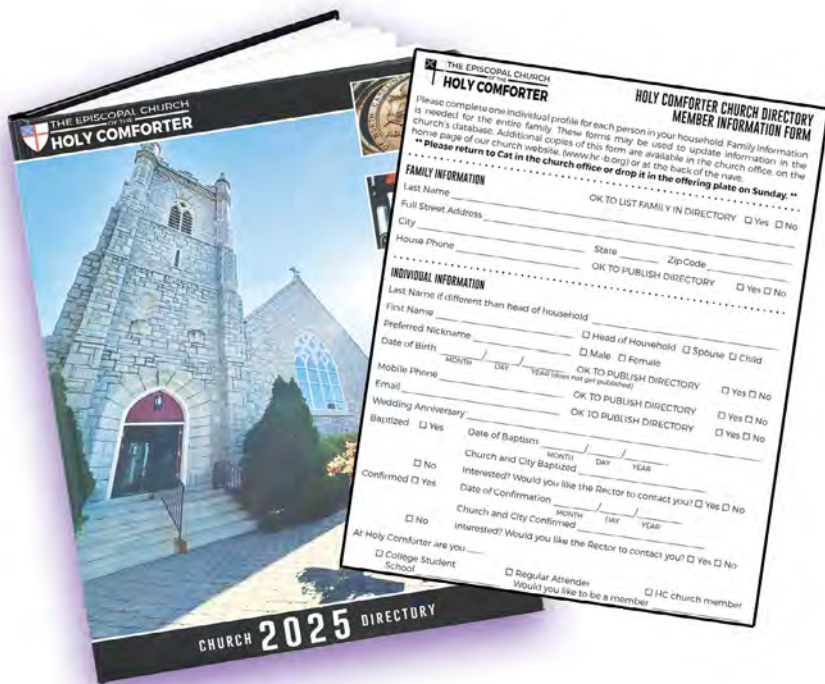 THE EPISCOPAL CHURCH
OF THE
HOLY COMFORTER
CHURCH 2025 DIRECTORY
THE EPISCOPAL CHURCH
OF THE
HOLY COMFORTER
HOLY COMFORTER CHURCH DIRECTORY
MEMBER INFORMATION FORM
Please complete one individual profile for each person in your household. Family Information
is needed for the entire family. These forms may be used to update information in the
church's database. Additional copies of this form are available in the church office, on the
home page of our church website, (www.hc-b.org) or at the back of the nave.
** Please return to Cat in the church office or drop it in the offering plate on Sunday. **
FAMILY INFORMATION
Last Name OK TO LIST FAMILY IN DIRECTORY ☐ Yes ☐ No
Full Street Address
City State Zip Code
House Phone OK TO PUBLISH DIRECTORY ☐ Yes ☐ No
INDIVIDUAL INFORMATION
Last Name if different than head of household
First Name ☐ Head of Household ☐ Spouse ☐ Child
Preferred Nickname ☐ Male ☐ Female
Date of Birth / / OK TO PUBLISH DIRECTORY ☐ Yes ☐ No
MONTH DAY YEAR (does not get published)
Mobile Phone OK TO PUBLISH DIRECTORY ☐ Yes ☐ No
Email OK TO PUBLISH DIRECTORY ☐ Yes ☐ No
Wedding Anniversary
Baptized ☐ Yes Date of Baptism / /
MONTH DAY YEAR
Church and City Baptized
☐ No Interested? Would you like the Rector to contact you? ☐ Yes ☐ No
Confirmed ☐ Yes Date of Confirmation / /
MONTH DAY YEAR
Church and City Confirmed
☐ No Interested? Would you like the Rector to contact you? ☐ Yes ☐ No
At Holy Comforter are you
☐ College Student ☐ Regular Attender ☐ HC church member
School Would you like to be a member